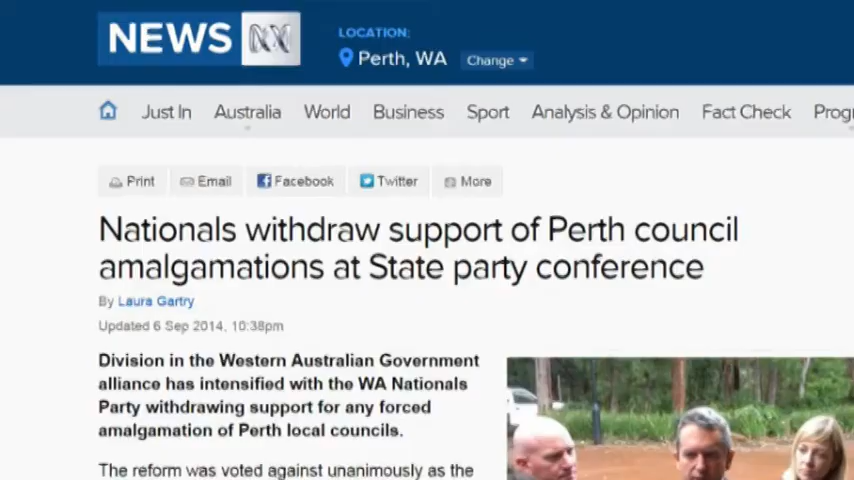 NEWS
LOCATION:
Perth, WA Change
Just In Australia World Business Sport Analysis & Opinion Fact Check Progr
Print Email Facebook Twitter More
Nationals withdraw support of Perth council
amalgamations at State party conference
By Laura Gartry
Updated 6 Sep 2014, 10:38pm
Division in the Western Australian Government
alliance has intensified with the WA Nationals
Party withdrawing support for any forced
amalgamation of Perth local councils.
The reform was voted against unanimously as the